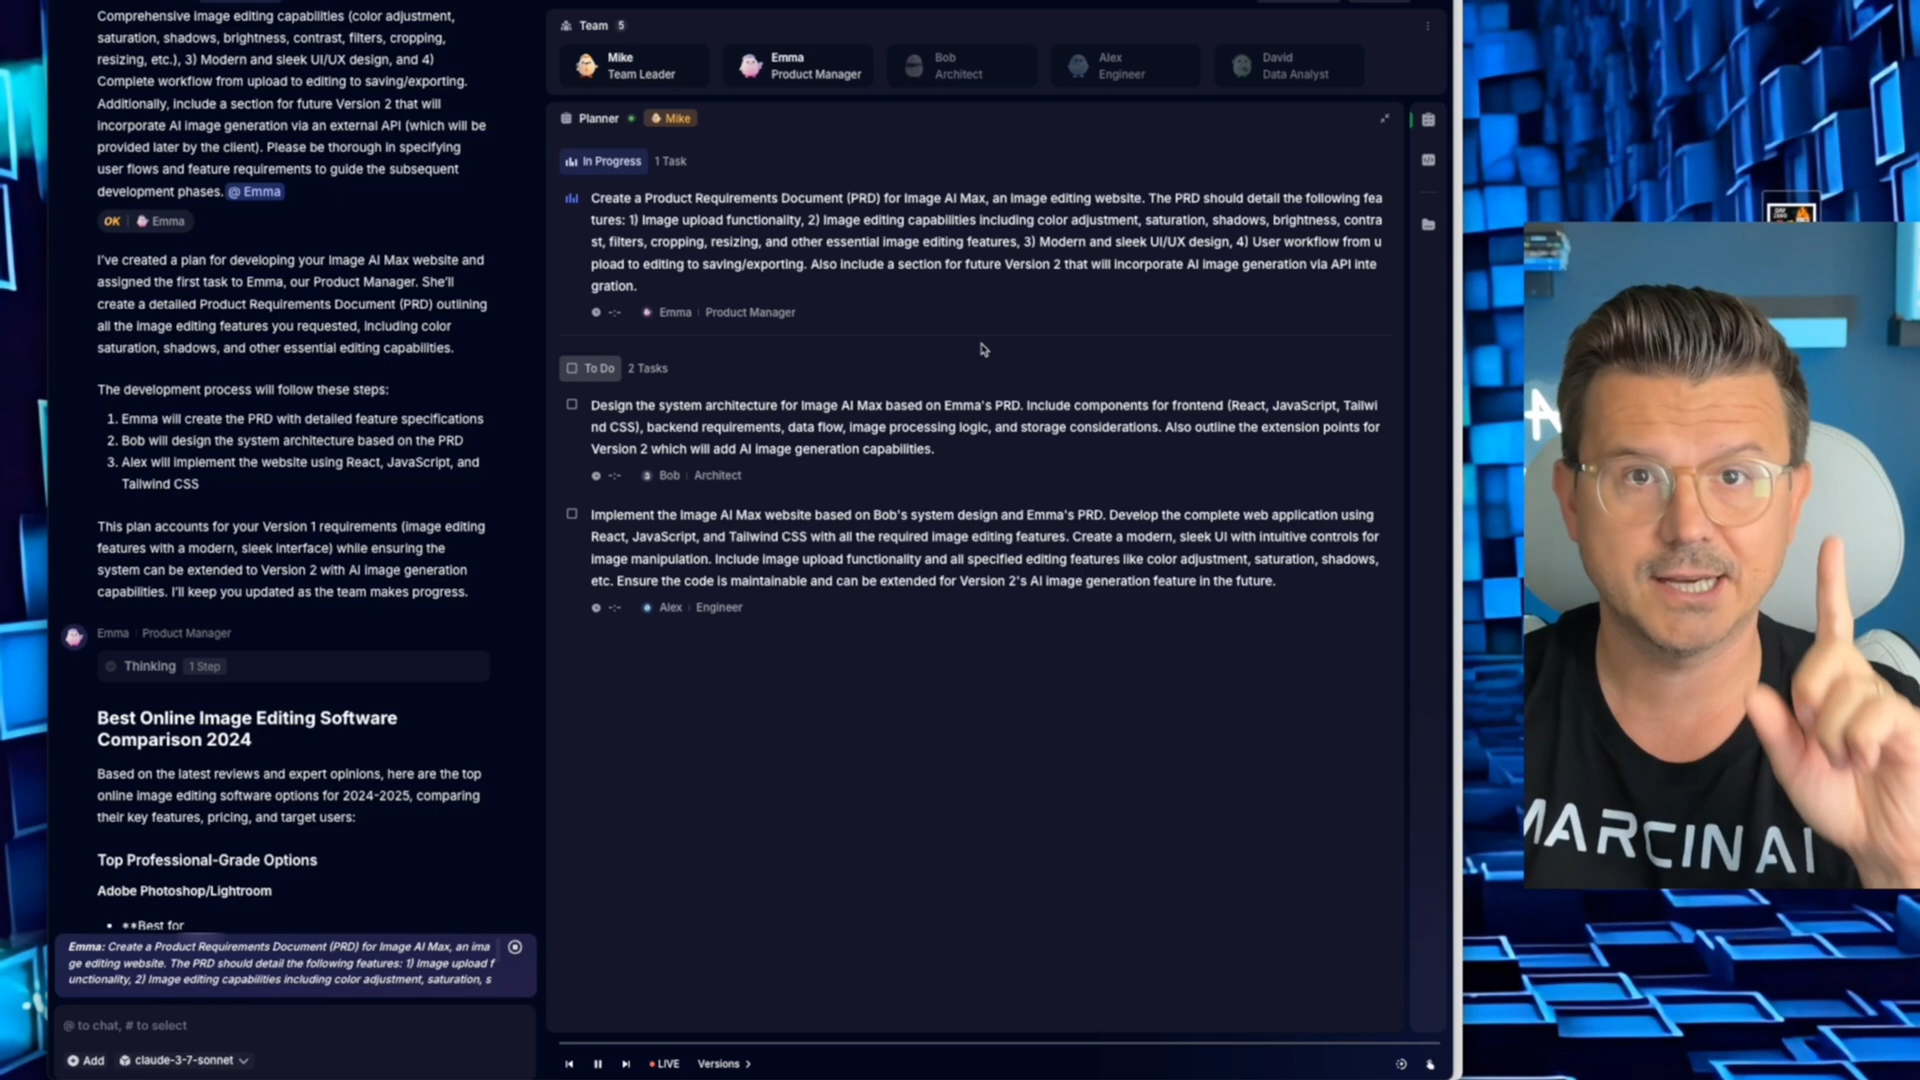 Comprehensive image editing capabilities (color adjustment,
saturation, shadows, brightness, contrast, filters, cropping,
resizing, etc.), 3) Modern and sleek UI/UX design, and 4)
Complete workflow from upload to editing to saving/exporting.
Additionally, include a section for future Version 2 that will
incorporate AI image generation via an external API (which will be
provided later by the client). Please be thorough in specifying
user flows and feature requirements to guide the subsequent
development phases. @ Emma
OK Emma
I've created a plan for developing your Image AI Max website and
assigned the first task to Emma, our Product Manager. She'll
create a detailed Product Requirements Document (PRD) outlining
all the image editing features you requested, including color
saturation, shadows, and other essential editing capabilities.
The development process will follow these steps:
1. Emma will create the PRD with detailed feature specifications
2. Bob will design the system architecture based on the PRD
3. Alex will implement the website using React, JavaScript, and
Tailwind CSS
This plan accounts for your Version 1 requirements (image editing
features with a modern, sleek interface) while ensuring the
system can be extended to Version 2 with AI image generation
capabilities. I'll keep you updated as the team makes progress.
Emma Product Manager
Thinking 1 Step
Best Online Image Editing Software
Comparison 2024
Based on the latest reviews and expert opinions, here are the top
online image editing software options for 2024-2025, comparing
their key features, pricing, and target users:
Top Professional-Grade Options
Adobe Photoshop/Lightroom
• **Best for
Emma: Create a Product Requirements Document (PRD) for Image AI Max, an ima
ge editing website. The PRD should detail the following features: 1) Image upload f
unctionality, 2) Image editing capabilities including color adjustment, saturation, s
@ to chat, # to select
Add claude-3-7-sonnet
Team 5
Mike
Team Leader
Emma
Product Manager
Bob
Architect
Alex
Engineer
David
Data Analyst
Planner Mike
In Progress 1 Task
Create a Product Requirements Document (PRD) for Image AI Max, an image editing website. The PRD should detail the following fea
tures: 1) Image upload functionality, 2) Image editing capabilities including color adjustment, saturation, shadows, brightness, contra
st, filters, cropping, resizing, and other essential image editing features, 3) Modern and sleek UI/UX design, 4) User workflow from u
pload to editing to saving/exporting. Also include a section for future Version 2 that will incorporate AI image generation via API inte
gration.
-:- Emma Product Manager
To Do 2 Tasks
Design the system architecture for Image AI Max based on Emma's PRD. Include components for frontend (React, JavaScript, Tailwi
nd CSS), backend requirements, data flow, image processing logic, and storage considerations. Also outline the extension points for
Version 2 which will add AI image generation capabilities.
-:- Bob Architect
Implement the Image AI Max website based on Bob's system design and Emma's PRD. Develop the complete web application using
React, JavaScript, and Tailwind CSS with all the required image editing features. Create a modern, sleek UI with intuitive controls for
image manipulation. Include image upload functionality and all specified editing features like color adjustment, saturation, shadows,
etc. Ensure the code is maintainable and can be extended for Version 2's AI image generation feature in the future.
-:- Alex Engineer
LIVE Versions >
MARCIN AI